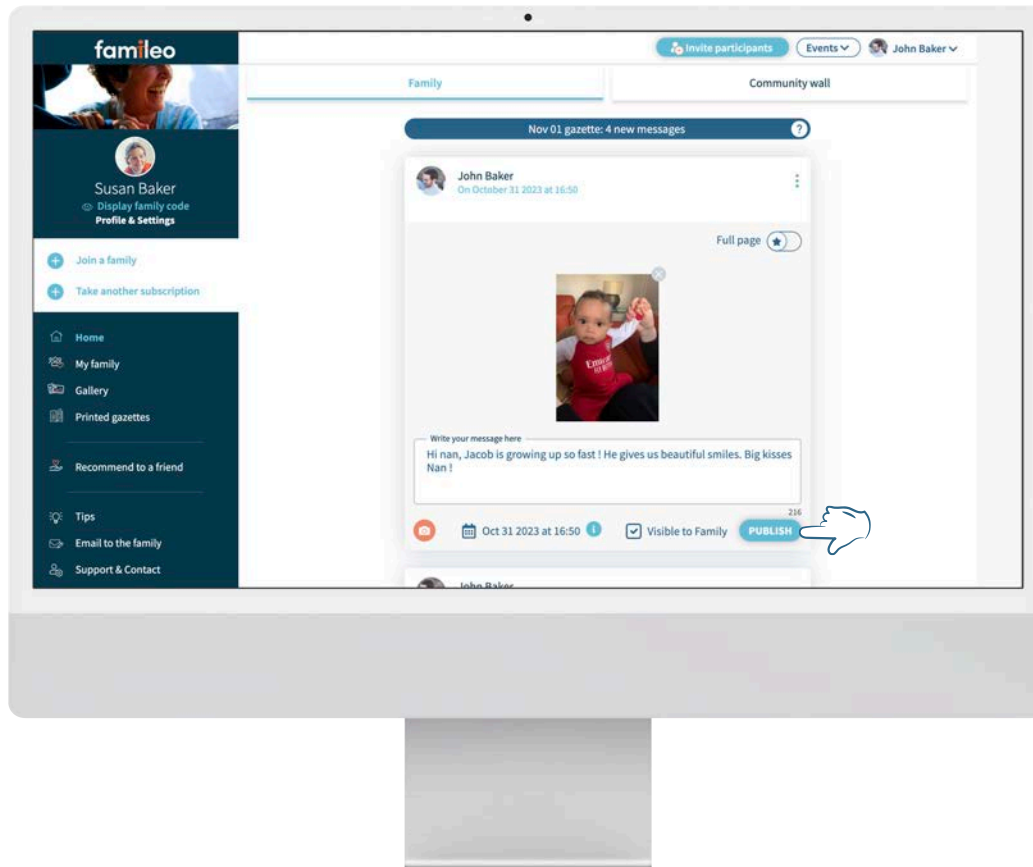 famileo
Invite participants
Events
John Baker
Family
Community wall
Susan Baker
Display family code
Profile & Settings
Join a family
Take another subscription
Home
My family
Gallery
Printed gazettes
Recommend to a friend
Tips
Email to the family
Support & Contact
Nov 01 gazette: 4 new messages
?
John Baker
On October 31 2023 at 16:50
Full page
Emirates
Write your message here
Hi nan, Jacob is growing up so fast ! He gives us beautiful smiles. Big kisses
Nan !
216
Oct 31 2023 at 16:50
i
Visible to Family
PUBLISH
John Baker